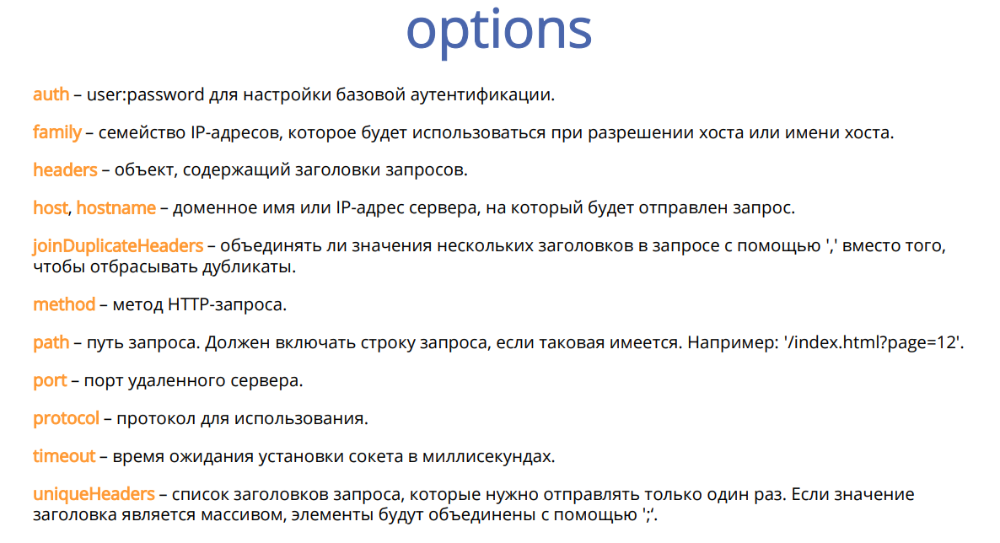 options
auth – user:password для настройки базовой аутентификации.
family – семейство IP-адресов, которое будет использоваться при разрешении хоста или имени хоста.
headers – объект, содержащий заголовки запросов.
host, hostname – доменное имя или IP-адрес сервера, на который будет отправлен запрос.
joinDuplicateHeaders – объединять ли значения нескольких заголовков в запросе с помощью ',' вместо того,
чтобы отбрасывать дубликаты.
method – метод HTTP-запроса.
path – путь запроса. Должен включать строку запроса, если таковая имеется. Например: '/index.html?page=12'.
port – порт удаленного сервера.
protocol – протокол для использования.
timeout – время ожидания установки сокета в миллисекундах.
uniqueHeaders – список заголовков запроса, которые нужно отправлять только один раз. Если значение
заголовка является массивом, элементы будут объединены с помощью ';‘.